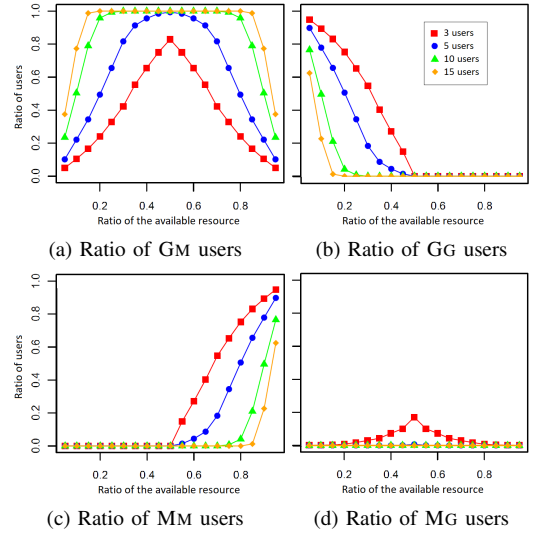 1.0
0.8
0.6
0.4
0.2
0.0
Ratio of users
0.2 0.4 0.6 0.8
Ratio of the available resource
(a) Ratio of GM users
3 users
5 users
10 users
15 users
0.2 0.4 0.6 0.8
Ratio of the available resource
(b) Ratio of GG users
1.0
0.8
0.6
0.4
0.2
0.0
Ratio of users
0.2 0.4 0.6 0.8
Ratio of the available resource
(c) Ratio of MM users
0.2 0.4 0.6 0.8
Ratio of the available resource
(d) Ratio of MG users